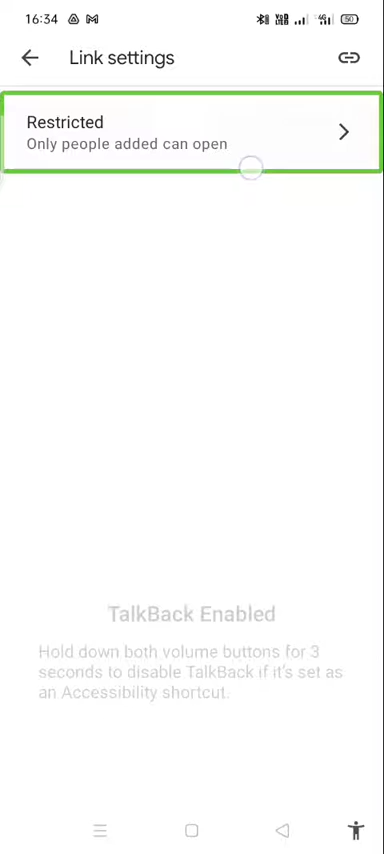 16:34
Link settings
Restricted
Only people added can open
TalkBack Enabled
Hold down both volume buttons for 3
seconds to disable TalkBack if it's set as
an Accessibility shortcut.